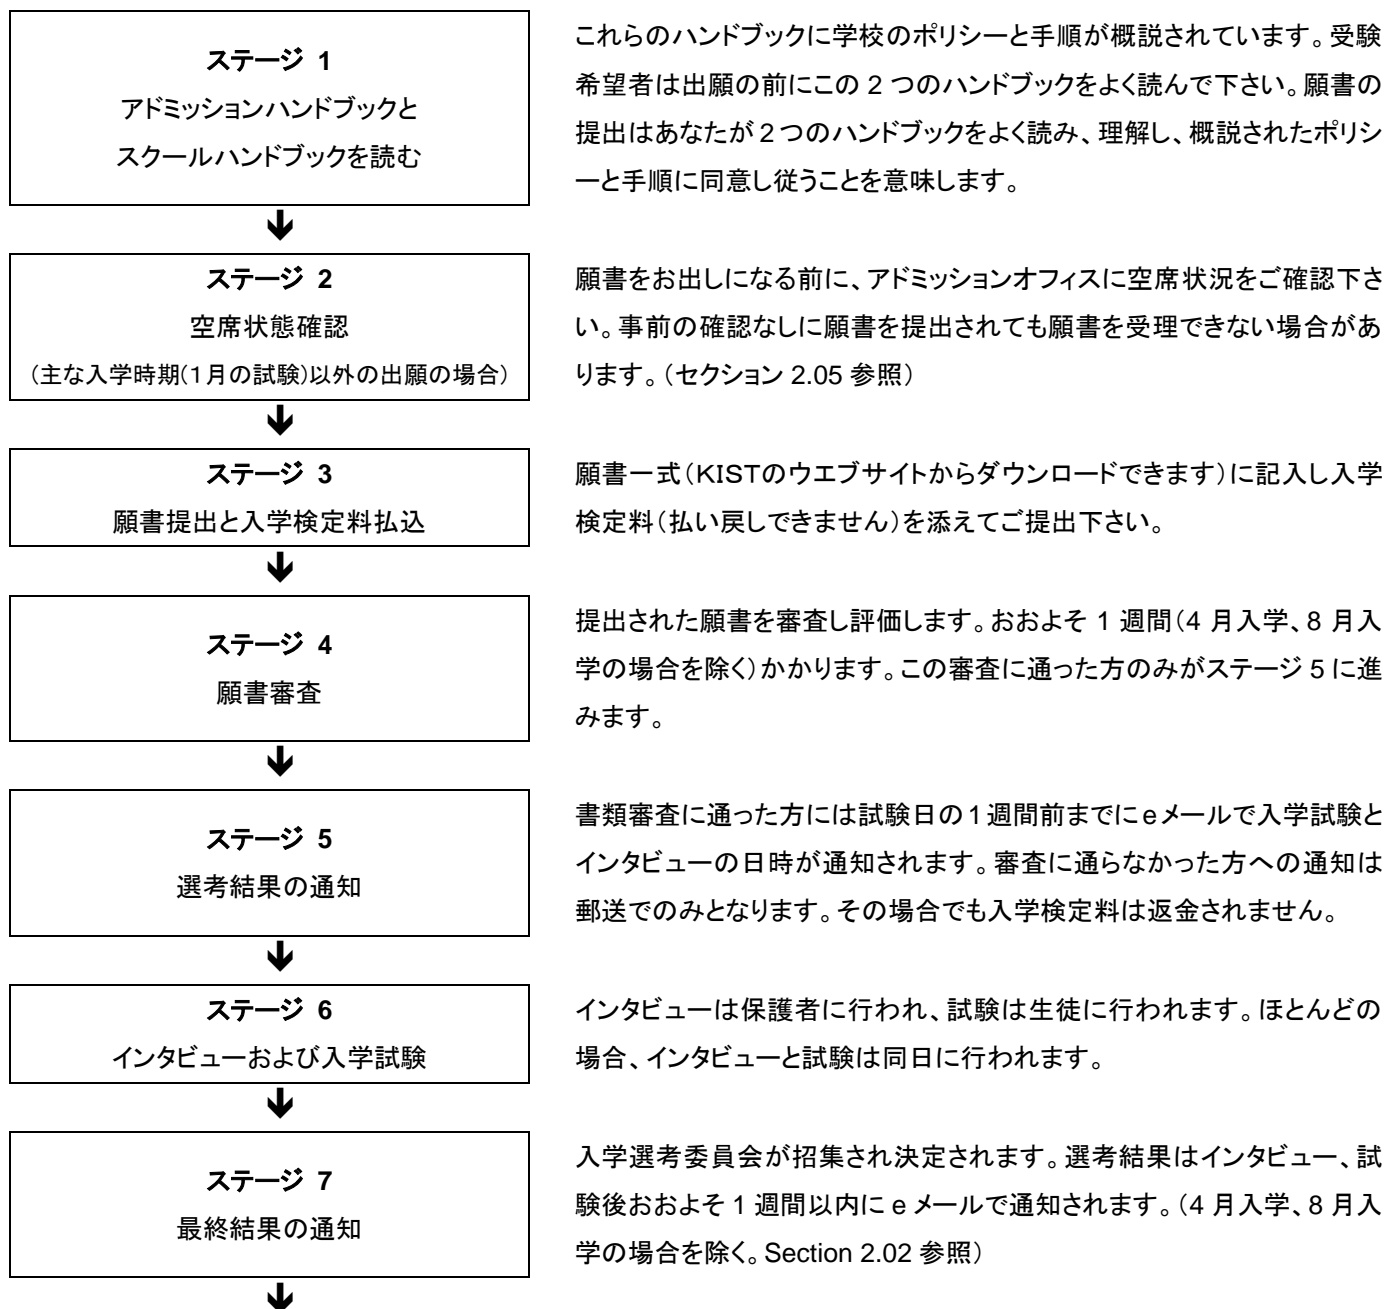 ステージ 1
アドミッションハンドブックと
スクールハンドブックを読む
これらのハンドブックに学校のポリシーと手順が概説されています。受験
希望者は出願の前にこの 2 つのハンドブックをよく読んで下さい。願書の
提出はあなたが 2 つのハンドブックをよく読み、理解し、概説されたポリシ
ーと手順に同意し従うことを意味します。
ステージ 2
空席状態確認
(主な入学時期(1月の試験)以外の出願の場合)
願書をお出しになる前に、アドミッションオフィスに空席状況をご確認下さ
い。事前の確認なしに願書を提出されても願書を受理できない場合があ
ります。(セクション 2.05 参照)
ステージ 3
願書提出と入学検定料払込
願書一式(KISTのウエブサイトからダウンロードできます)に記入し入学
検定料(払い戻しできません)を添えてご提出下さい。
ステージ 4
願書審査
提出された願書を審査し評価します。おおよそ 1 週間(4 月入学、8 月入
学の場合を除く)かかります。この審査に通った方のみがステージ 5 に進
みます。
ステージ 5
選考結果の通知
書類審査に通った方には試験日の1週間前までにeメールで入学試験と
インタビューの日時が通知されます。審査に通らなかった方への通知は
郵送でのみとなります。その場合でも入学検定料は返金されません。
ステージ 6
インタビューおよび入学試験
インタビューは保護者に行われ、試験は生徒に行われます。ほとんどの
場合、インタビューと試験は同日に行われます。
ステージ 7
最終結果の通知
入学選考委員会が招集され決定されます。選考結果はインタビュー、試
験後おおよそ 1 週間以内に e メールで通知されます。(4 月入学、8 月入
学の場合を除く。Section 2.02 参照)